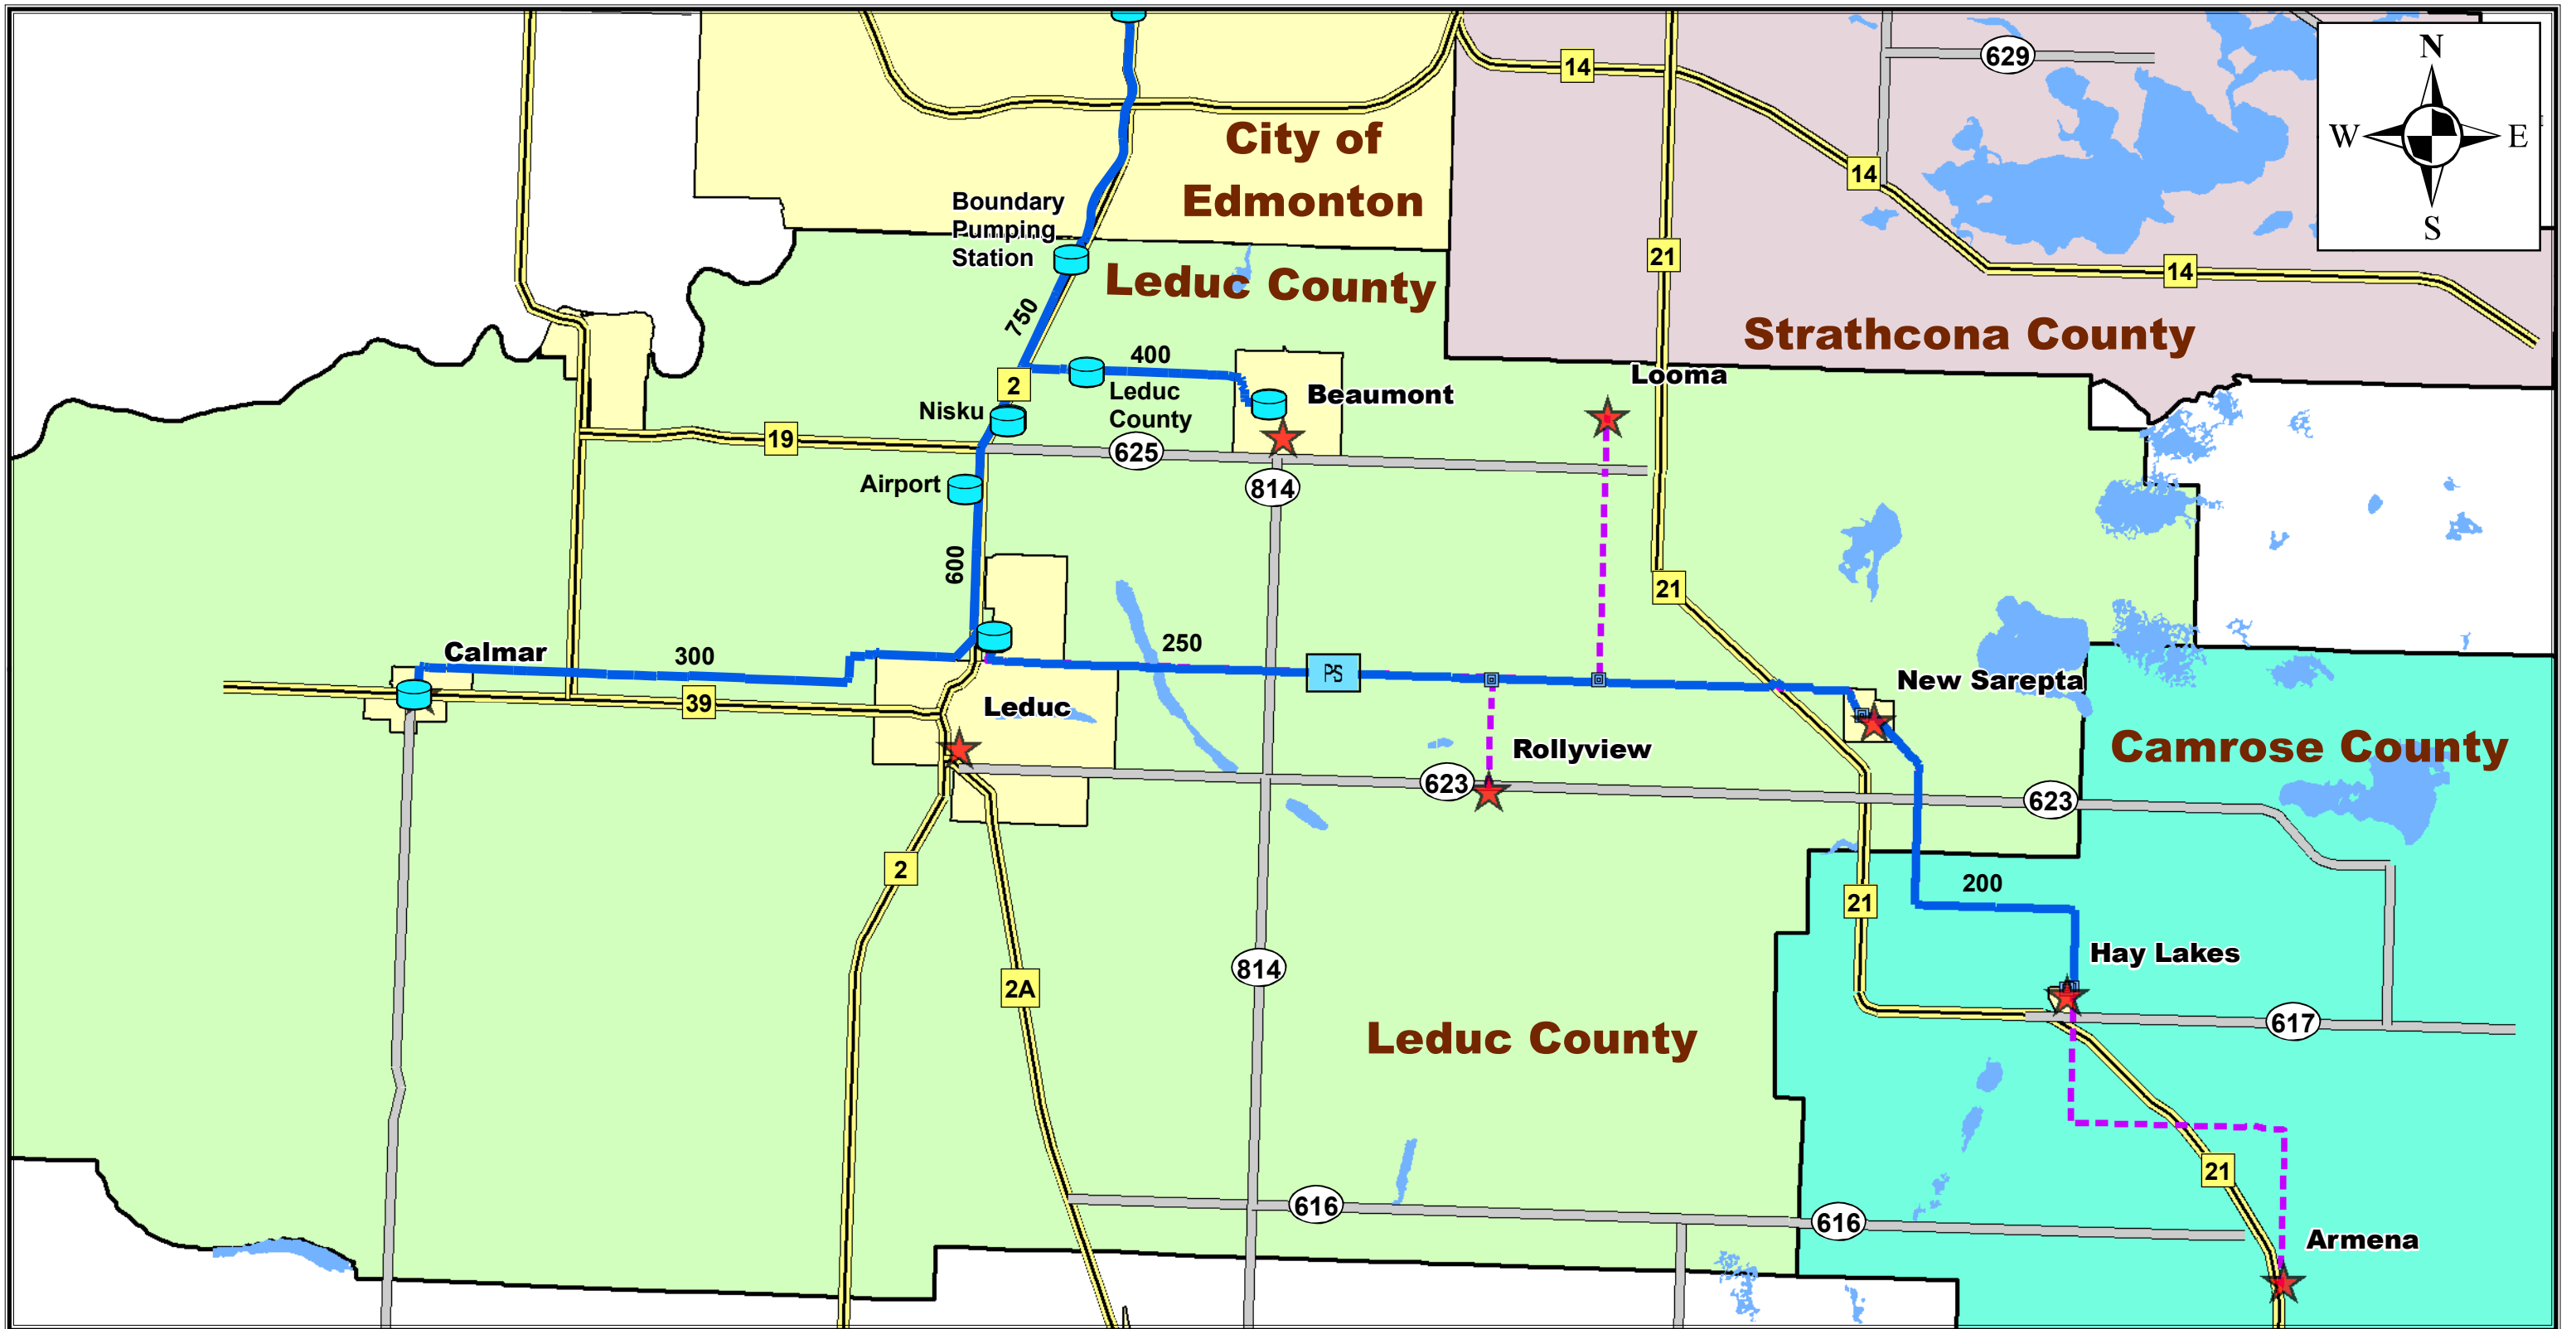 N
W
E
S
629
14
City of
Edmonton
14
Boundary
Pumping
Station
21
14
Leduc County
750
Strathcona County
400
Looma
2
Leduc
County
Beaumont
Nisku
19
625
Airport
814
600
21
Calmar
300
250
PS
39
Leduc
New Sarepta
Rollyview
Camrose County
623
623
2
200
21
Hay Lakes
814
2A
617
Leduc County
21
616
616
Armena